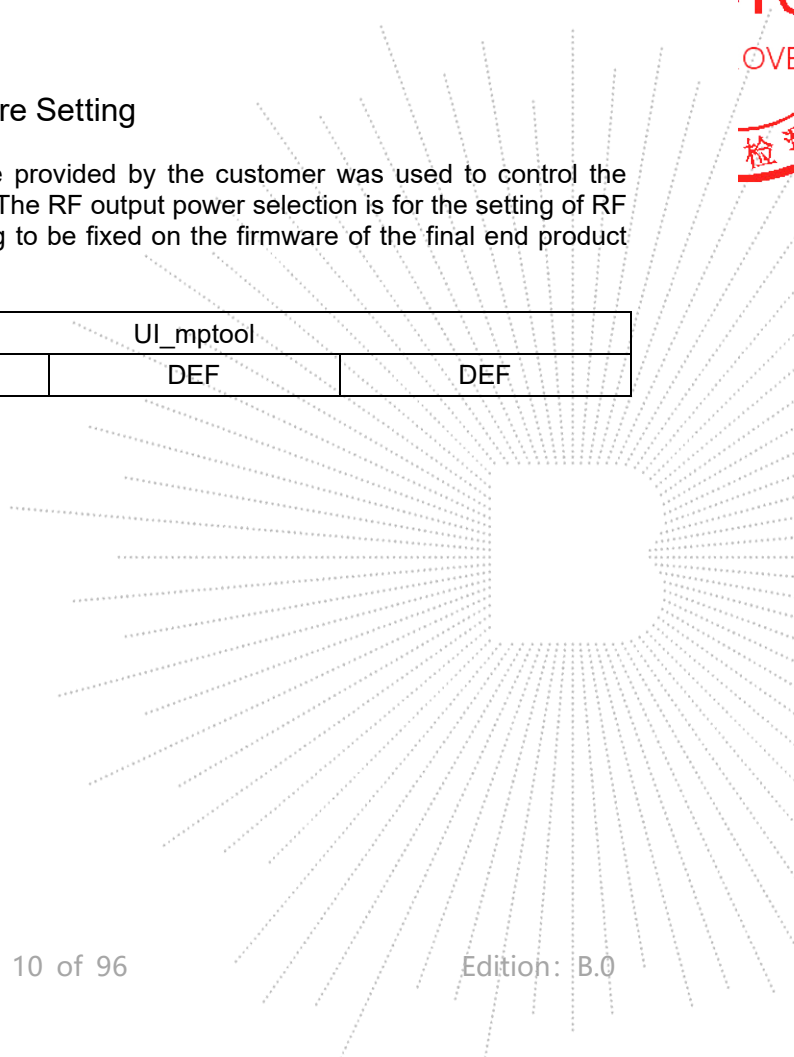 OVE
re Setting
检 测
provided by the customer was used to control the
The RF output power selection is for the setting of RF
g to be fixed on the firmware of the final end product
UI_mptool
DEF DEF
10 of 96 Edition: B.0